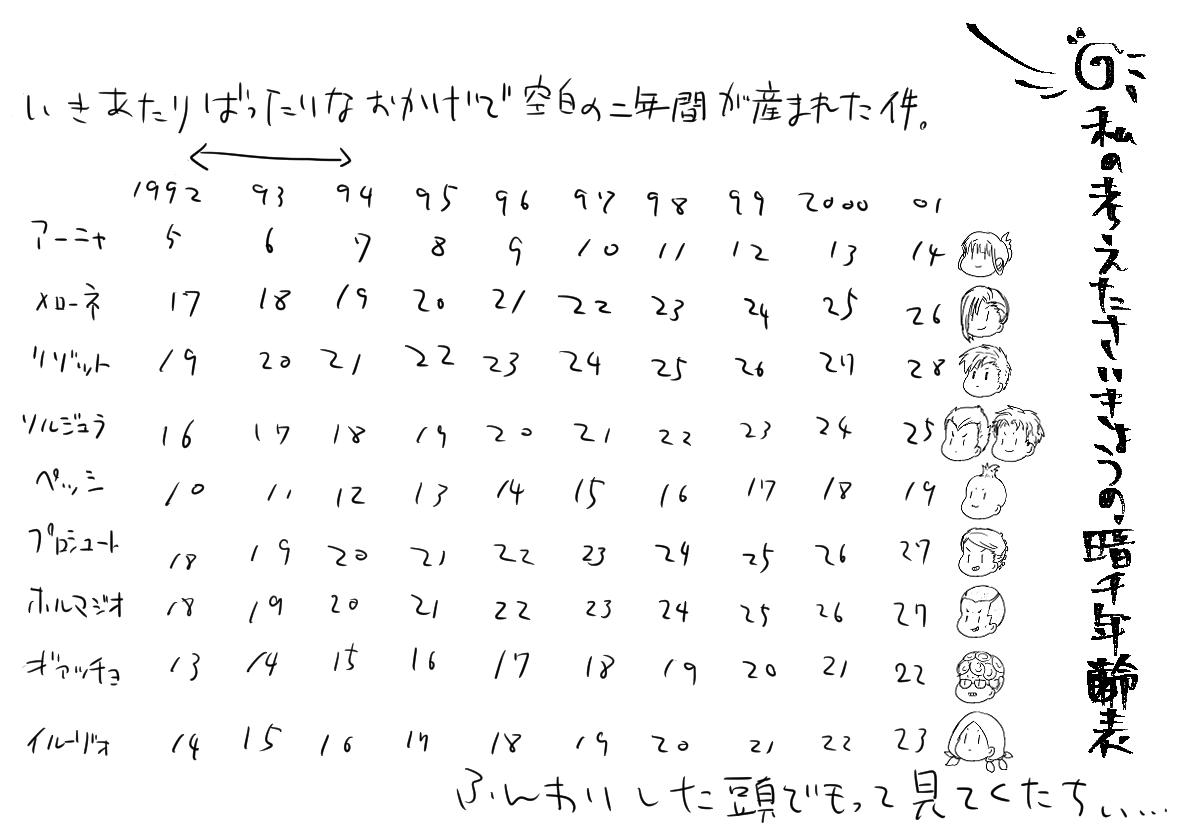 私の考えたさいきょうの暗チ年齢表
いきあたりばったりなおかげで空白の二年間が産まれた件。
1992 93 94 95 96 97 98 99 2000 01
アーニャ 5 6 7 8 9 10 11 12 13 14
メローネ 17 18 19 20 21 22 23 24 25 26
リゾット 19 20 21 22 23 24 25 26 27 28
ソルジェラ 16 17 18 19 20 21 22 23 24 25
ペッシ 10 11 12 13 14 15 16 17 18 19
プロシュート 18 19 20 21 22 23 24 25 26 27
ホルマジオ 18 19 20 21 22 23 24 25 26 27
ギアッチョ 13 14 15 16 17 18 19 20 21 22
イルーゾォ 14 15 16 17 18 19 20 21 22 23
ふんわりした頭でもって見てくたちぃ…